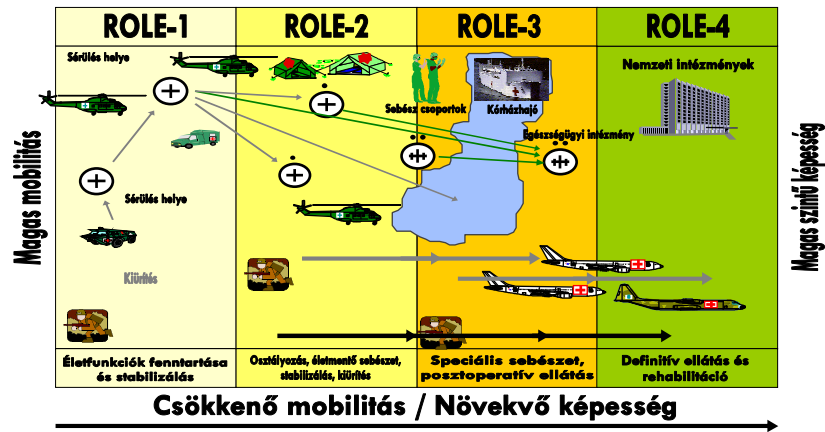 ROLE-1
ROLE-2
ROLE-3
ROLE-4
Sérülés helye
Sebész csoportok
Kórházhajó
Nemzeti intézmények
Egészségügyi intézmény
Sérülés helye
Kiürítés
Magas mobilitás
Magas szintű képesség
Életfunkciók fenntartása
és stabilizálás
Osztályozás, életmentő sebészet,
stabilizálás, kiürítés
Speciális sebészet,
posztoperatív ellátás
Definitív ellátás és
rehabilitáció
Csökkenő mobilitás / Növekvő képesség